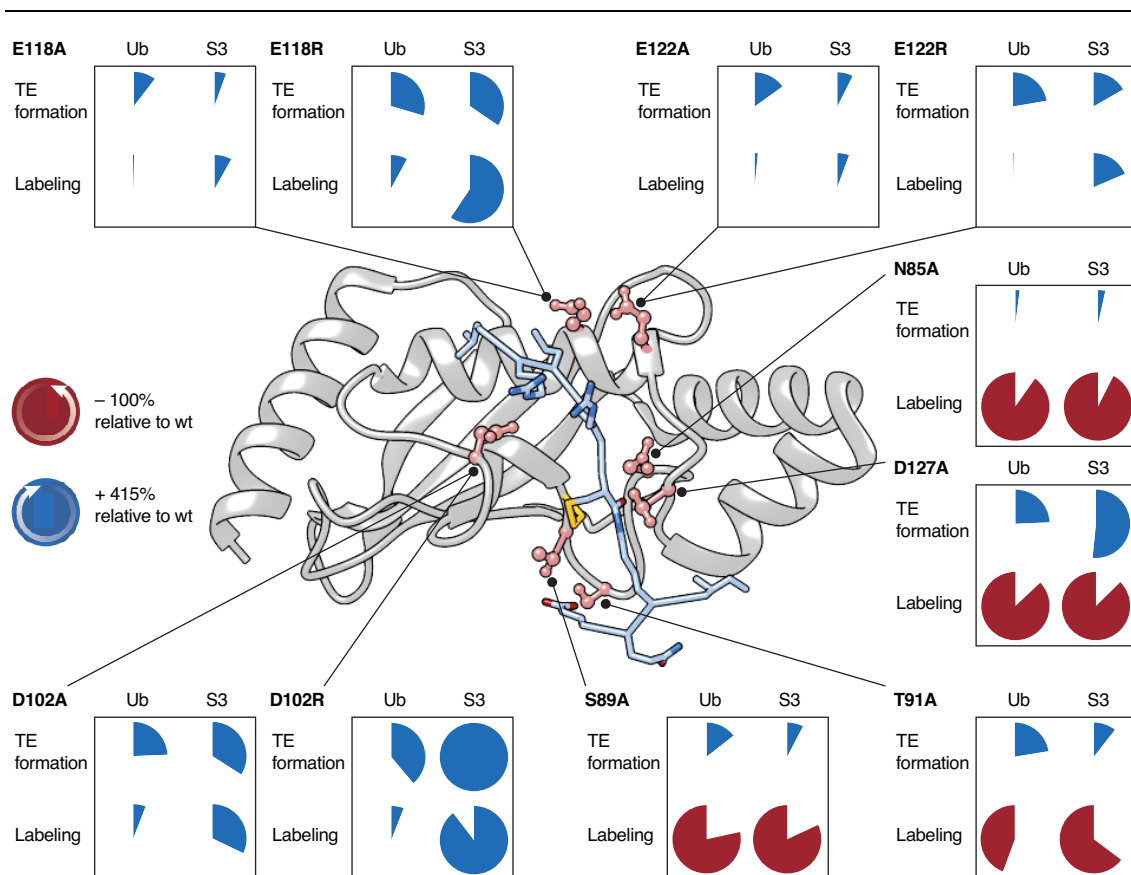 E118A Ub S3 E118R Ub S3 E122A Ub S3 E122R Ub S3
TE
formation
TE
formation
TE
formation
TE
formation
Labeling
Labeling
Labeling
Labeling
N85A Ub S3
TE
formation
Labeling
– 100%
relative to wt
+ 415%
relative to wt
D127A Ub S3
TE
formation
Labeling
D102A Ub S3 D102R Ub S3 S89A Ub S3 T91A Ub S3
TE
formation
TE
formation
TE
formation
TE
formation
Labeling
Labeling
Labeling
Labeling